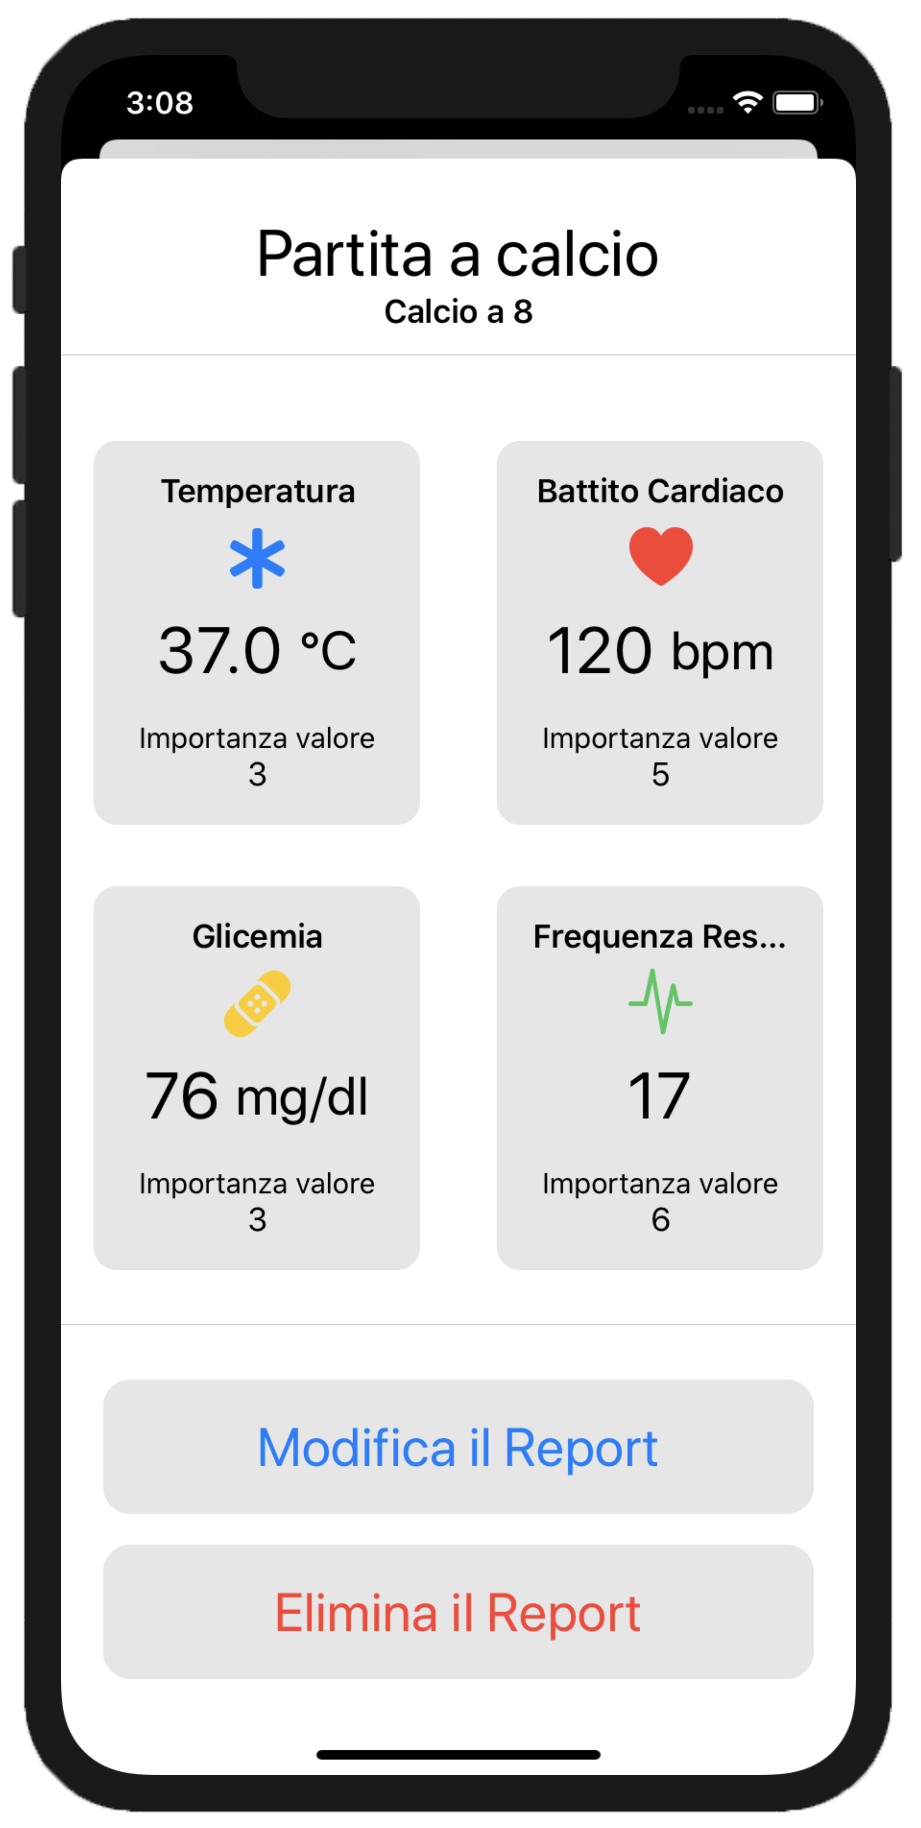 3:08
Partita a calcio
Calcio a 8
Temperatura
37.0 °C
Importanza valore
3
Battito Cardiaco
120 bpm
Importanza valore
5
Glicemia
76 mg/dl
Importanza valore
3
Frequenza Res...
17
Importanza valore
6
Modifica il Report
Elimina il Report